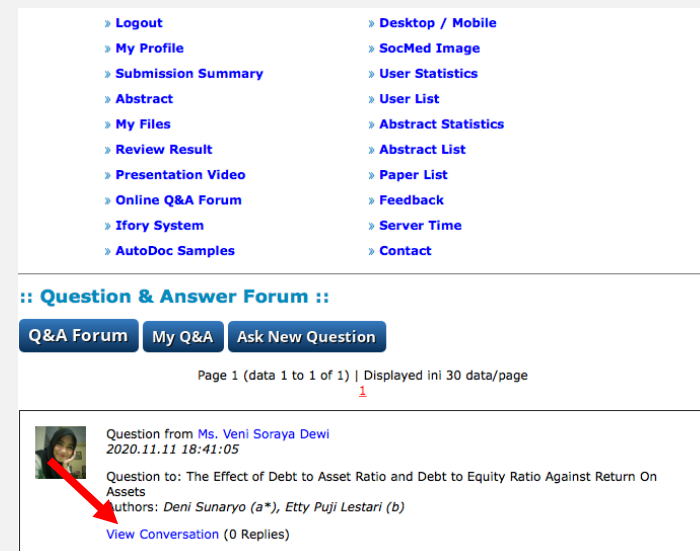 » Logout
» My Profile
» Submission Summary
» Abstract
» My Files
» Review Result
» Presentation Video
» Online Q&A Forum
» Ifory System
» AutoDoc Samples
» Desktop / Mobile
» SocMed Image
» User Statistics
» User List
» Abstract Statistics
» Abstract List
» Paper List
» Feedback
» Server Time
» Contact
:: Question & Answer Forum ::
Q&A Forum My Q&A Ask New Question
Page 1 (data 1 to 1 of 1) | Displayed ini 30 data/page
1
Question from Ms. Veni Soraya Dewi
2020.11.11 18:41:05
Question to: The Effect of Debt to Asset Ratio and Debt to Equity Ratio Against Return On
Assets
Authors: Deni Sunaryo (a*), Etty Puji Lestari (b)
View Conversation (0 Replies)